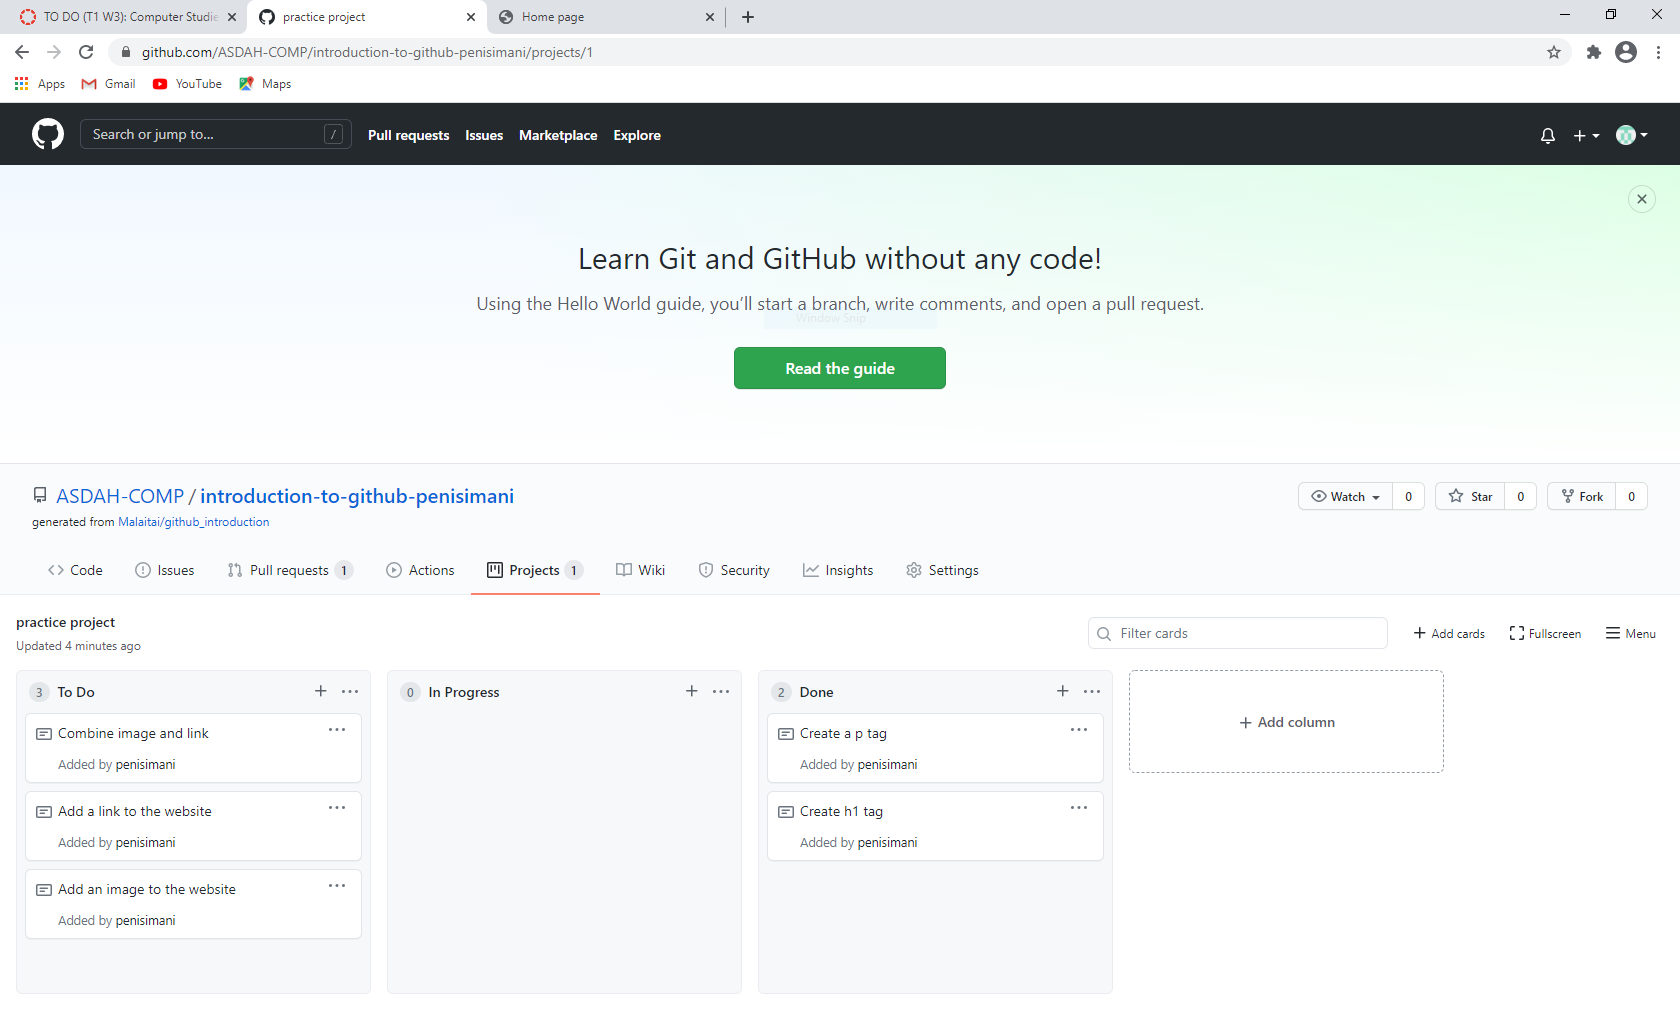 TO DO (T1 W3): Computer Studie
practice project
Home page
github.com/ASDAH-COMP/introduction-to-github-penisimani/projects/1
Apps
Gmail
YouTube
Maps
Search or jump to...
/
Pull requests
Issues
Marketplace
Explore
Learn Git and GitHub without any code!
Using the Hello World guide, you’ll start a branch, write comments, and open a pull request.
Window Snip
Read the guide
ASDAH-COMP / introduction-to-github-penisimani
Watch 0
Star 0
Fork 0
generated from Malaitai/github_introduction
Code
Issues
Pull requests 1
Actions
Projects 1
Wiki
Security
Insights
Settings
practice project
Updated 4 minutes ago
Filter cards
+ Add cards
Fullscreen
Menu
3 To Do
Combine image and link
Added by penisimani
Add a link to the website
Added by penisimani
Add an image to the website
Added by penisimani
0 In Progress
2 Done
Create a p tag
Added by penisimani
Create h1 tag
Added by penisimani
+ Add column